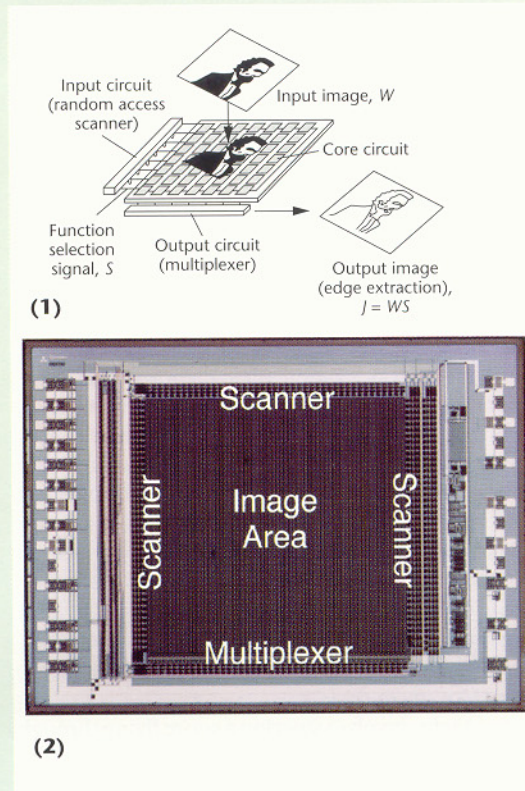 Input circuit
(random access
scanner)
Input image, W
Core circuit
Function
selection
signal, S
Output circuit
(multiplexer)
Output image
(edge extraction),
J = WS
(1)
Scanner
Scanner
Image
Area
Scanner
Multiplexer
(2)